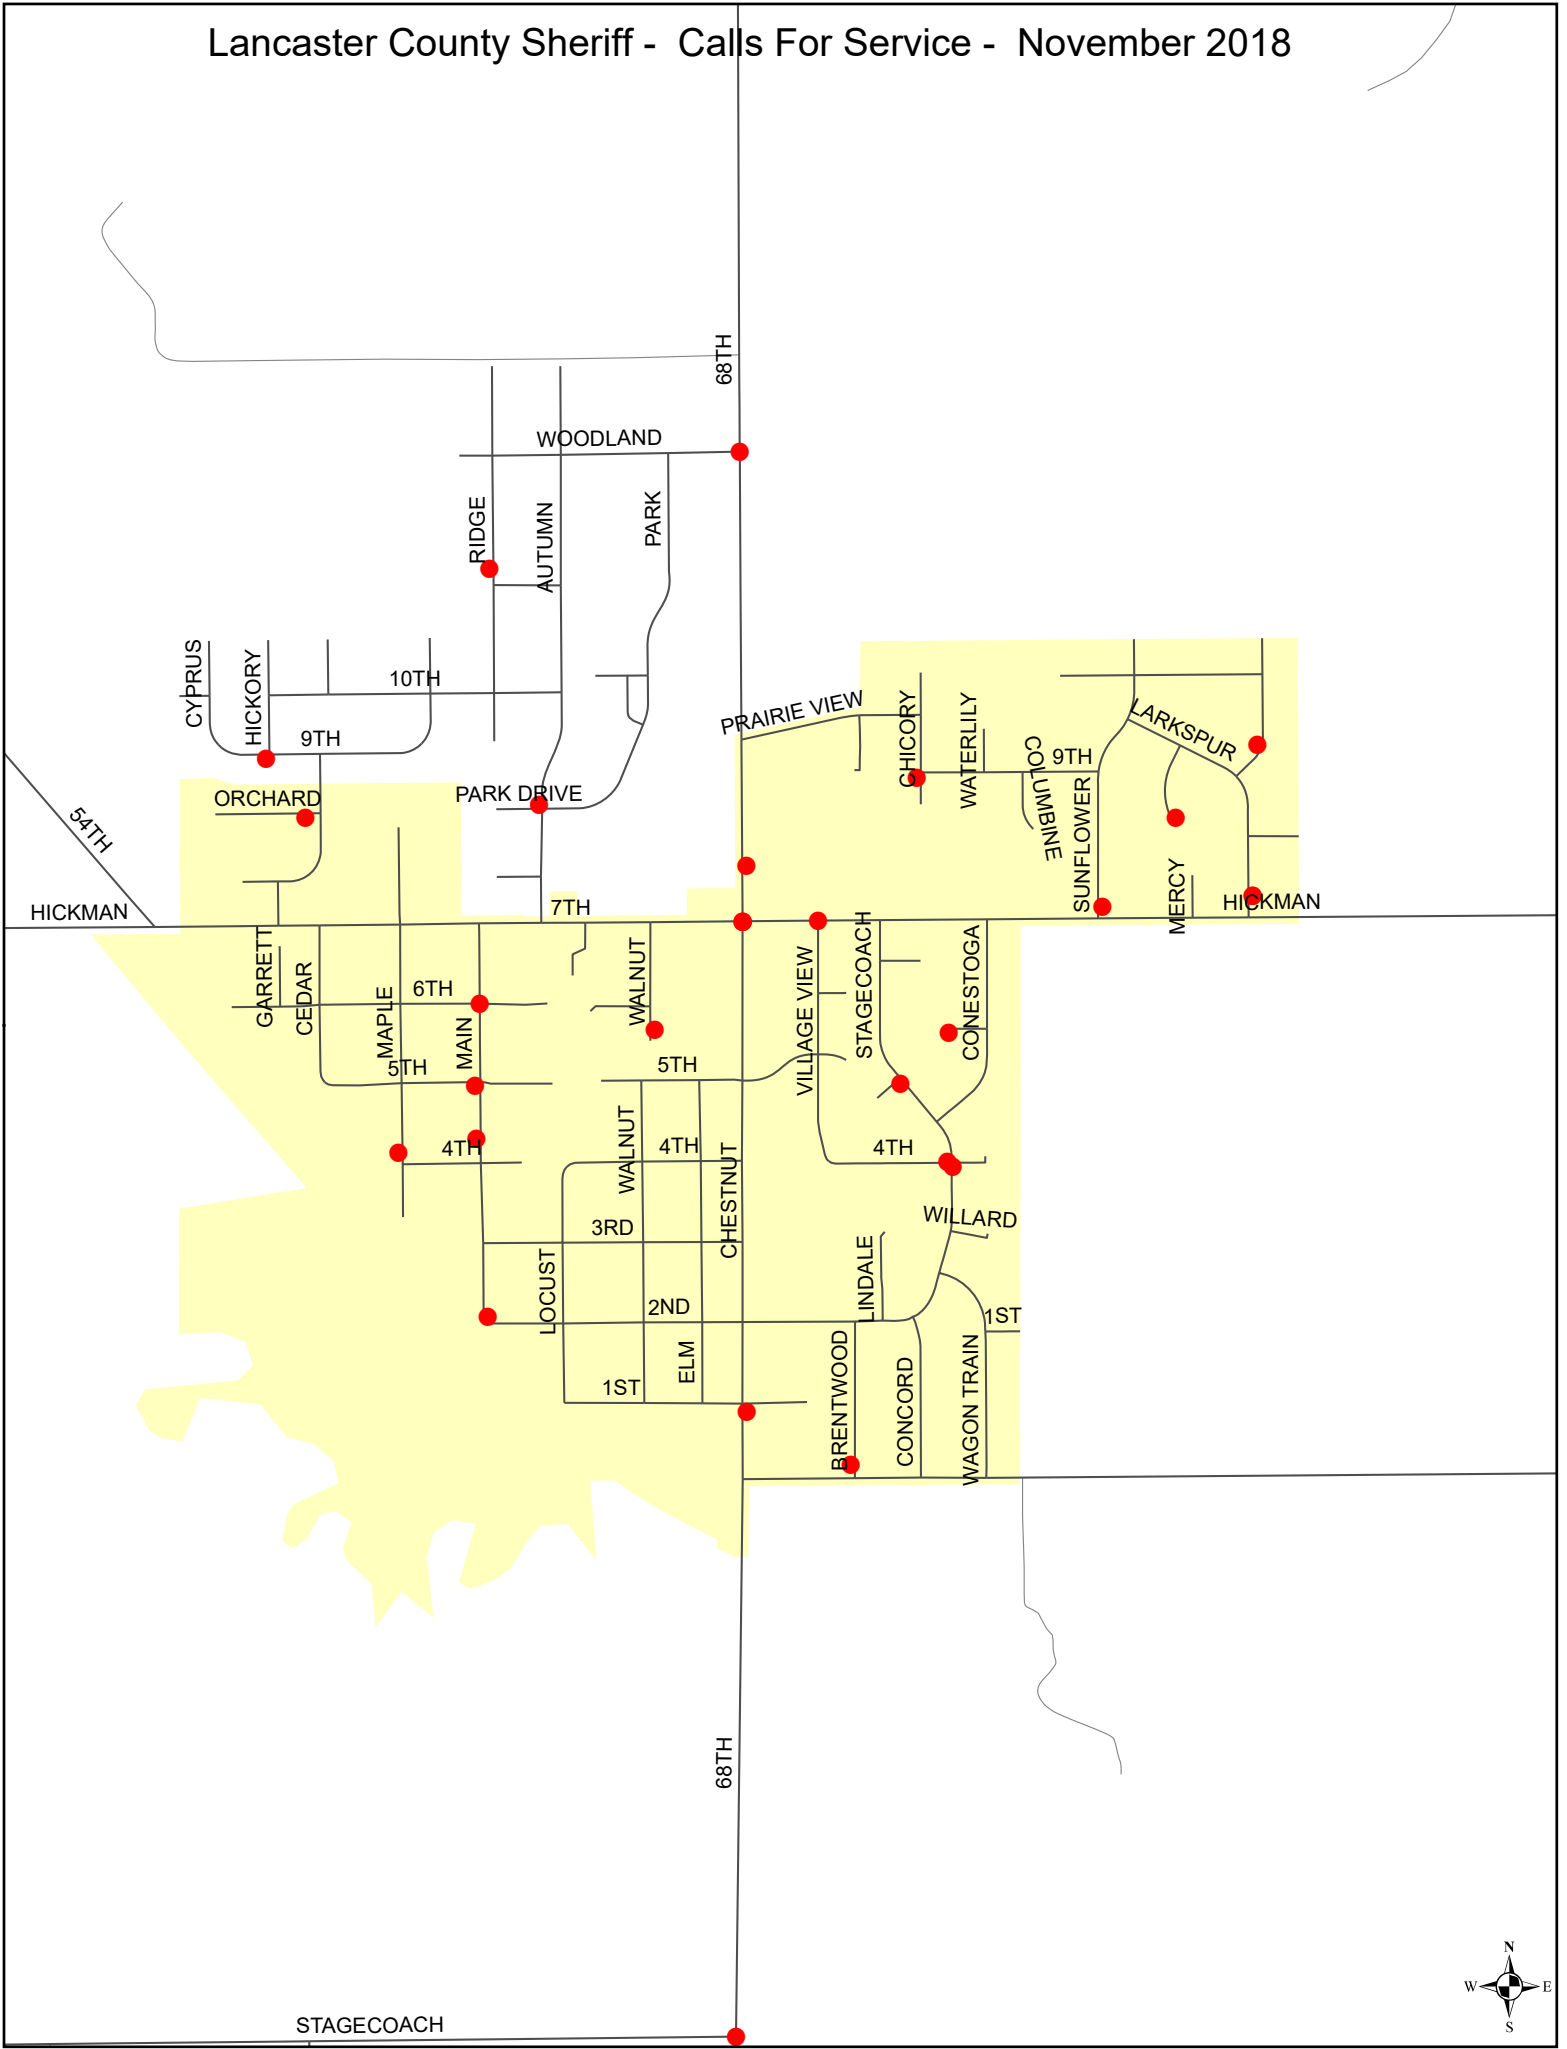 Lancaster County Sheriff - Calls For Service - November 2018
68TH
WOODLAND
RIDGE
AUTUMN
PARK
CYPRUS
HICKORY
10TH
9TH
PRAIRIE VIEW
CHICORY
WATERLILY
COLUMBINE
9TH
LARKSPUR
SUNFLOWER
ORCHARD
PARK DRIVE
54TH
HICKMAN
7TH
MERCY
HICKMAN
GARRETT
CEDAR
MAPLE
6TH
MAIN
WALNUT
VILLAGE VIEW
STAGECOACH
CONESTOGA
5TH
5TH
4TH
WALNUT
4TH
CHESTNUT
4TH
WILLARD
3RD
LOCUST
LINDALE
2ND
1ST
ELM
1ST
BRENTWOOD
CONCORD
WAGON TRAIN
68TH
STAGECOACH
N
W
E
S